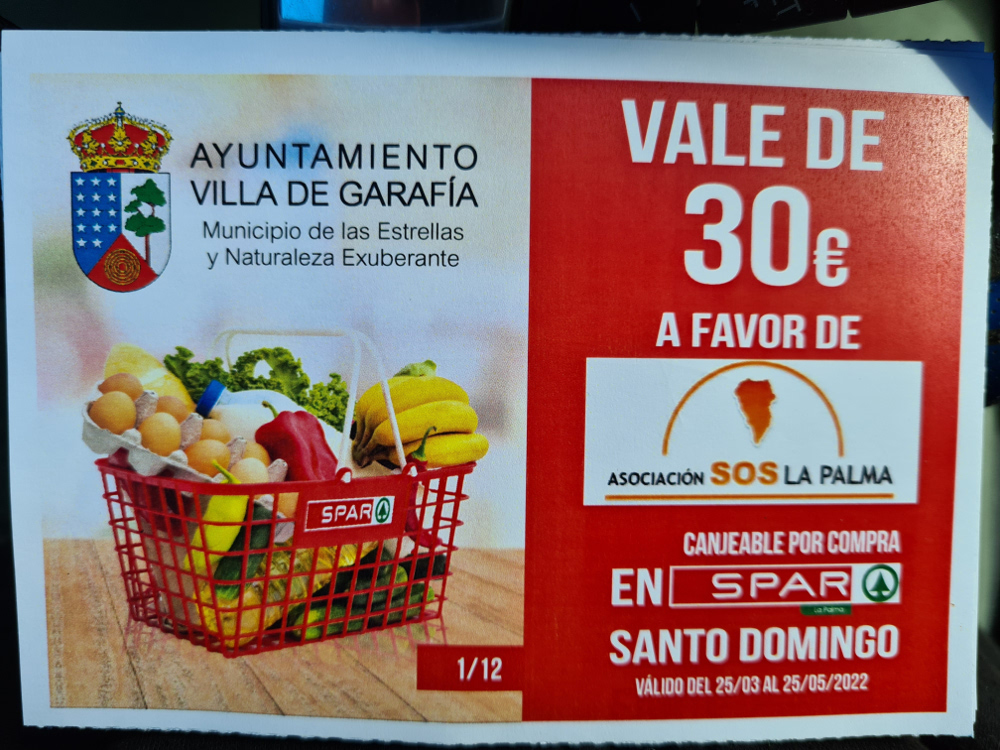 AYUNTAMIENTO
VILLA DE GARAFÍA
Municipio de las Estrellas
y Naturaleza Exuberante
SPAR
1/12
VALE DE
30€
A FAVOR DE
ASOCIACIÓN SOS LA PALMA
CANJEABLE POR COMPRA
EN SPAR
La Palma
SANTO DOMINGO
VÁLIDO DEL 25/03 AL 25/05/2022